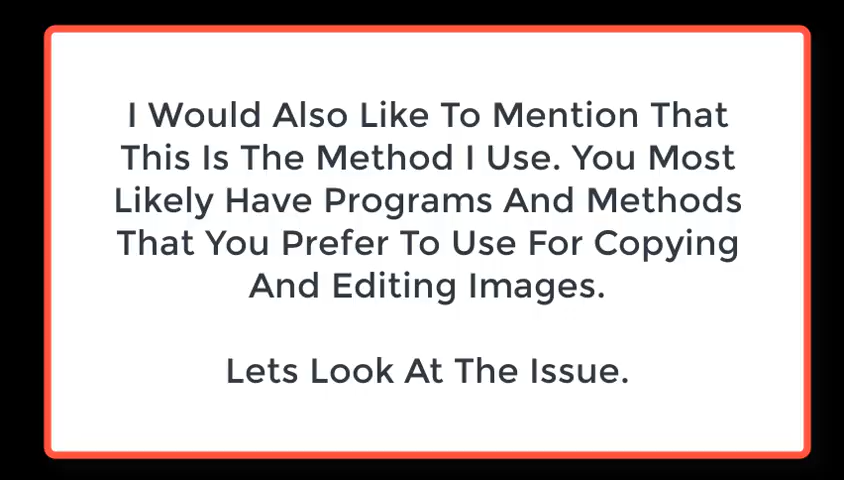 I Would Also Like To Mention That
This Is The Method I Use. You Most
Likely Have Programs And Methods
That You Prefer To Use For Copying
And Editing Images.
Lets Look At The Issue.